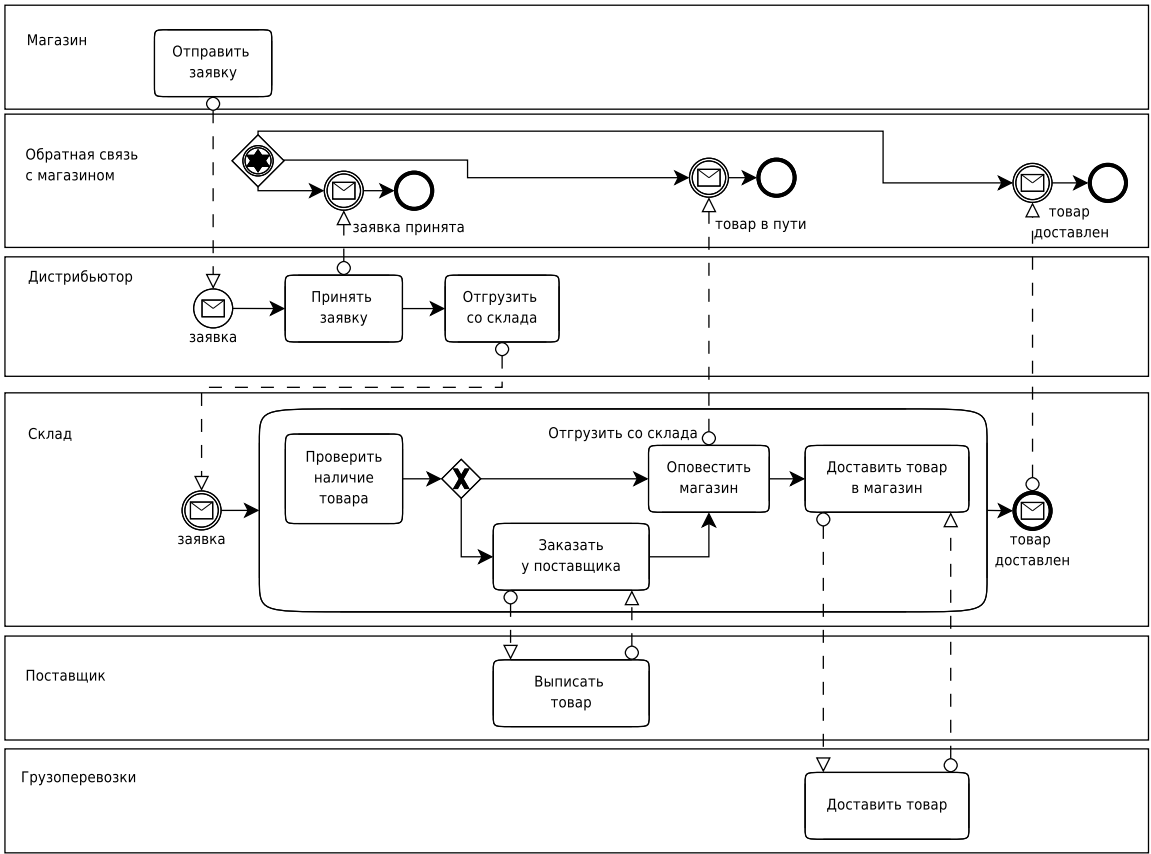 Магазин
Отправить
заявку
Обратная связь
с магазином
заявка принята
товар в пути
товар
доставлен
Дистрибьютор
заявка
Принять
заявку
Отгрузить
со склада
Склад
заявка
Отгрузить со склада
Проверить
наличие
товара
Оповестить
магазин
Доставить товар
в магазин
Заказать
у поставщика
товар
доставлен
Поставщик
Выписать
товар
Грузоперевозки
Доставить товар